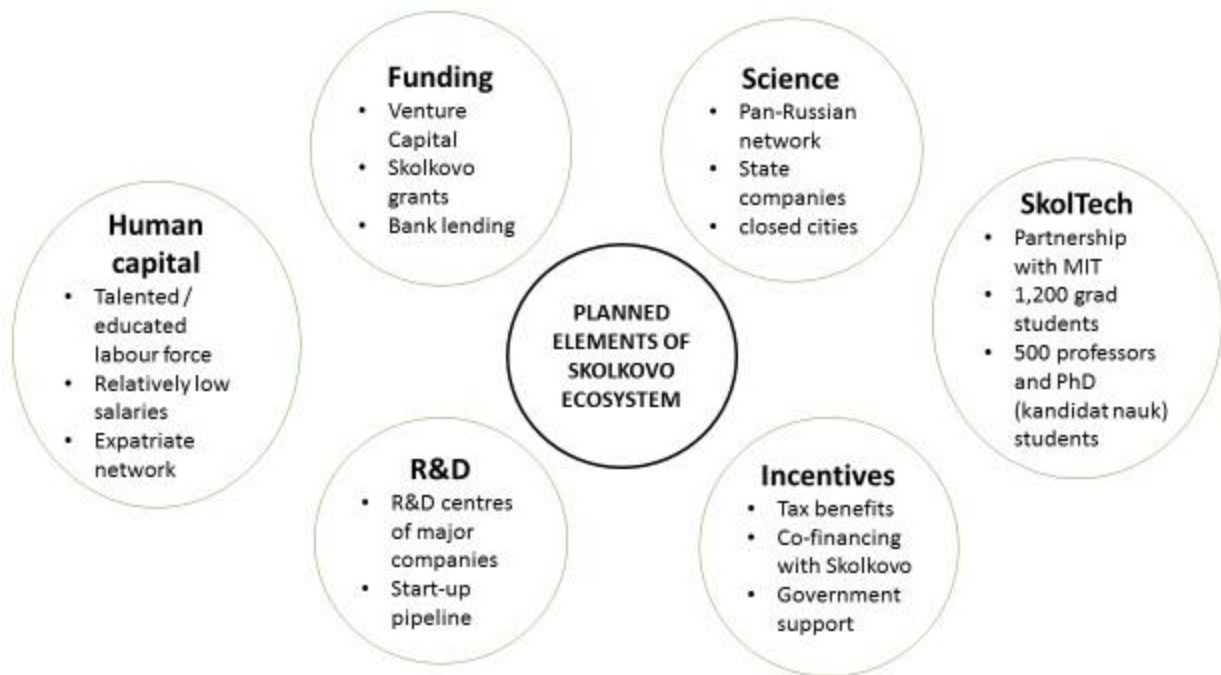 Funding
• Venture
Capital
• Skolkovo
grants
• Bank lending
Science
• Pan-Russian
network
• State
companies
• closed cities
Human
capital
• Talented /
educated
labour force
• Relatively low
salaries
• Expatriate
network
PLANNED
ELEMENTS OF
SKOLKOVO
ECOSYSTEM
SkolTech
• Partnership
with MIT
• 1,200 grad
students
• 500 professors
and PhD
(kandidat nauk)
students
R&D
• R&D centres
of major
companies
• Start-up
pipeline
Incentives
• Tax benefits
• Co-financing
with Skolkovo
• Government
support